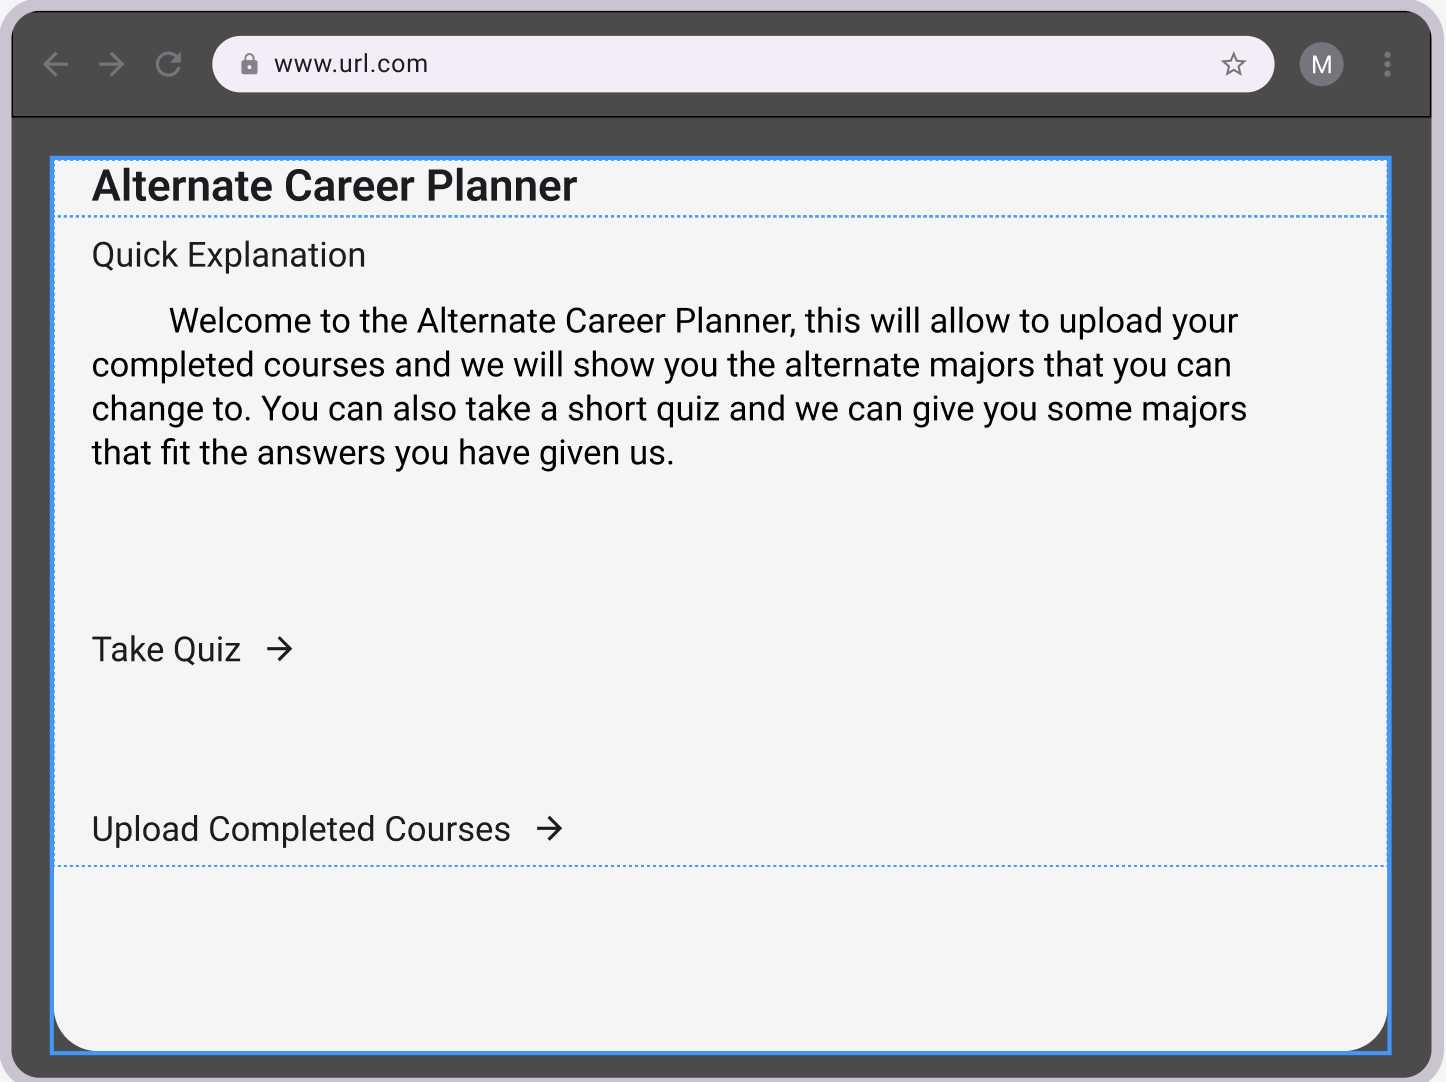 www.url.com
M
Alternate Career Planner
Quick Explanation
Welcome to the Alternate Career Planner, this will allow to upload your
completed courses and we will show you the alternate majors that you can
change to. You can also take a short quiz and we can give you some majors
that fit the answers you have given us.
Take Quiz
Upload Completed Courses